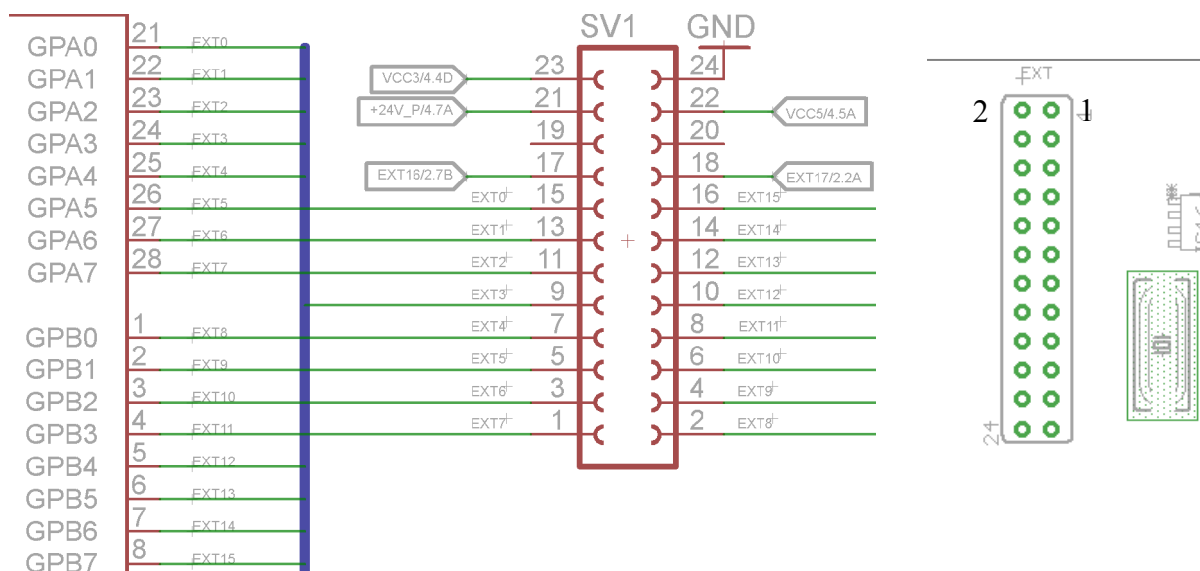 SV1 GND
GPA0 21 EXT0
GPA1 22 EXT1
GPA2 23 EXT2
GPA3 24 EXT3
GPA4 25 EXT4
GPA5 26 EXT5
GPA6 27 EXT6
GPA7 28 EXT7
GPB0 1 EXT8
GPB1 2 EXT9
GPB2 3 EXT10
GPB3 4 EXT11
GPB4 5 EXT12
GPB5 6 EXT13
GPB6 7 EXT14
GPB7 8 EXT15
VCC3/4.4D 23 24
+24V_P/4.7A 21 22 VCC5/4.5A
19 20
EXT16/2.7B 17 18 EXT17/2.2A
EXT0 15 16 EXT15
EXT1 13 14 EXT14
EXT2 11 12 EXT13
EXT3 9 10 EXT12
EXT4 7 8 EXT11
EXT5 5 6 EXT10
EXT6 3 4 EXT9
EXT7 1 2 EXT8
EXT
2 1
24